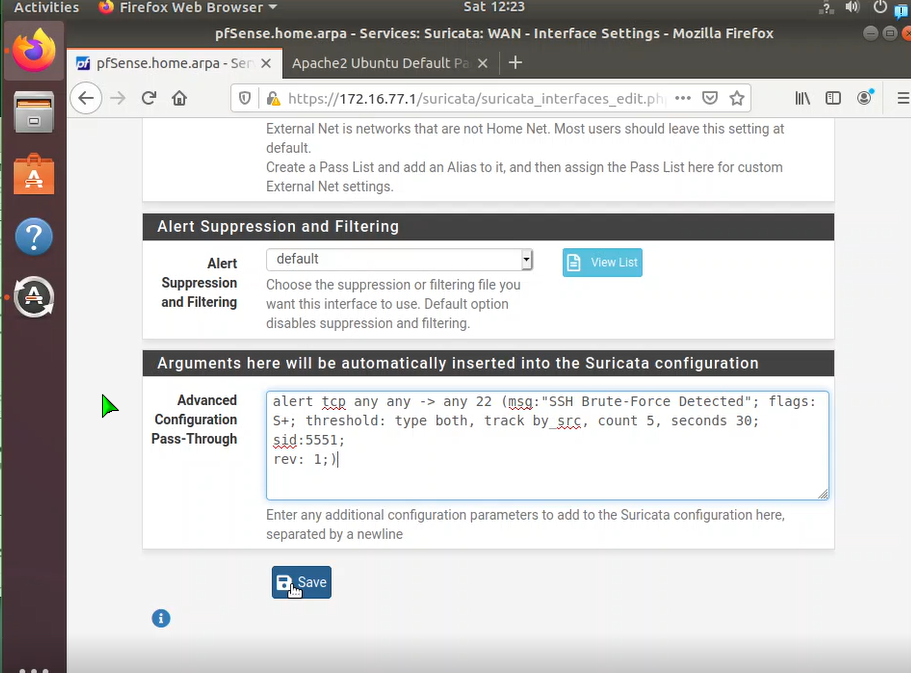 Activities Firefox Web Browser Sat 12:23
pfSense.home.arpa - Services: Suricata: WAN - Interface Settings - Mozilla Firefox
pfSense.home.arpa - Ser Apache2 Ubuntu Default Pa
https://172.16.77.1/suricata/suricata_interfaces_edit.ph
External Net is networks that are not Home Net. Most users should leave this setting at
default.
Create a Pass List and add an Alias to it, and then assign the Pass List here for custom
External Net settings.
Alert Suppression and Filtering
Alert
Suppression
and Filtering
default
View List
Choose the suppression or filtering file you
want this interface to use. Default option
disables suppression and filtering.
Arguments here will be automatically inserted into the Suricata configuration
Advanced
Configuration
Pass-Through
alert tcp any any -> any 22 (msg:"SSH Brute-Force Detected"; flags:
S+; threshold: type both, track by_src, count 5, seconds 30;
sid:5551;
rev: 1;)
Enter any additional configuration parameters to add to the Suricata configuration here,
separated by a newline
Save